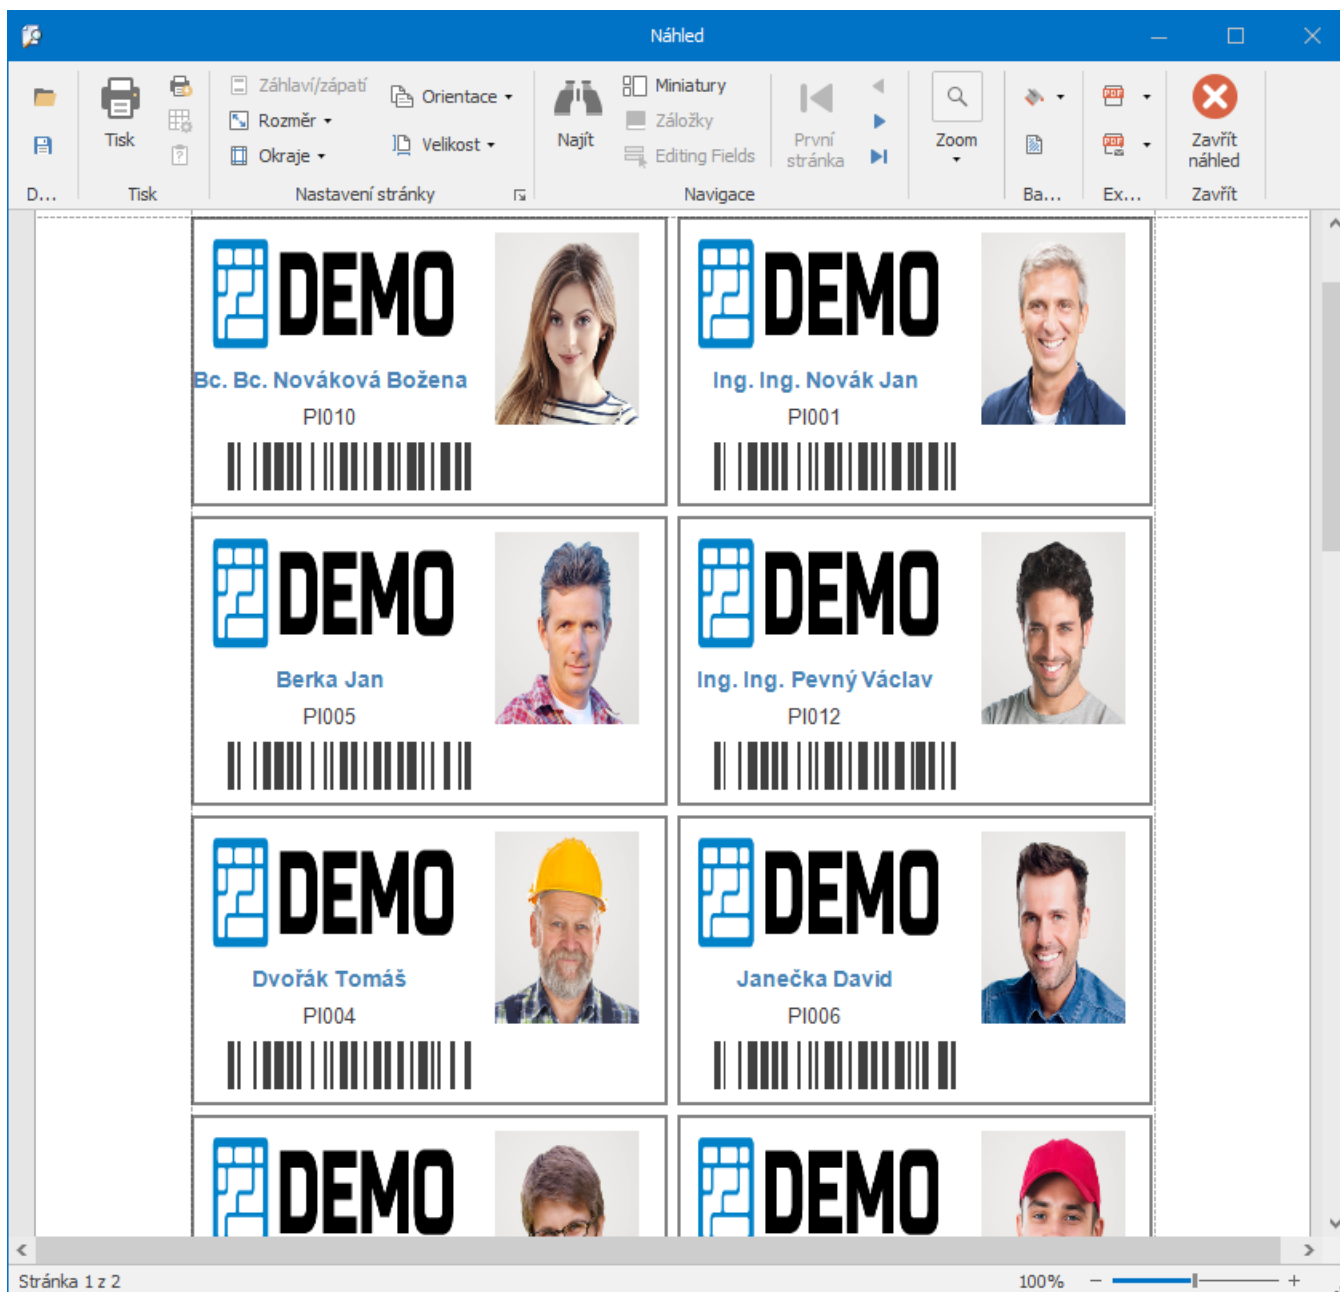 Náhled
Záhlaví/zápatí
Rozměr
Okraje
Orientace
Velikost
Tisk
Najít
Miniatury
Záložky
Editing Fields
První
stránka
Zoom
Zavřít
náhled
D...
Tisk
Nastavení stránky
Navigace
Ba...
Ex...
Zavřít
DEMO
Bc. Bc. Nováková Božena
PI010
DEMO
Ing. Ing. Novák Jan
PI001
DEMO
Berka Jan
PI005
DEMO
Ing. Ing. Pevný Václav
PI012
DEMO
Dvořák Tomáš
PI004
DEMO
Janečka David
PI006
DEMO
DEMO
Stránka 1 z 2
100%